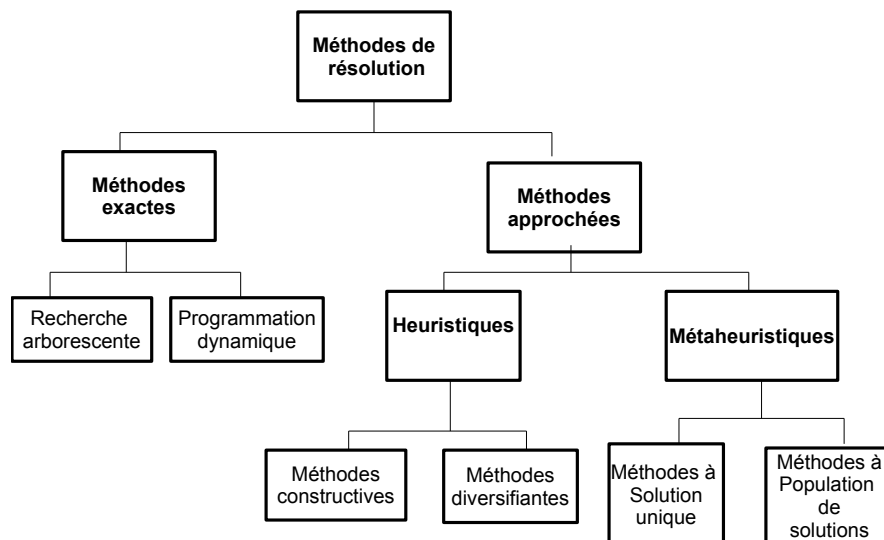 Méthodes de
résolution
Méthodes
exactes
Méthodes
approchées
Recherche
arborescente
Programmation
dynamique
Heuristiques
Métaheuristiques
Méthodes
constructives
Méthodes
diversifiantes
Méthodes à
Solution
unique
Méthodes à
Population
de
solutions